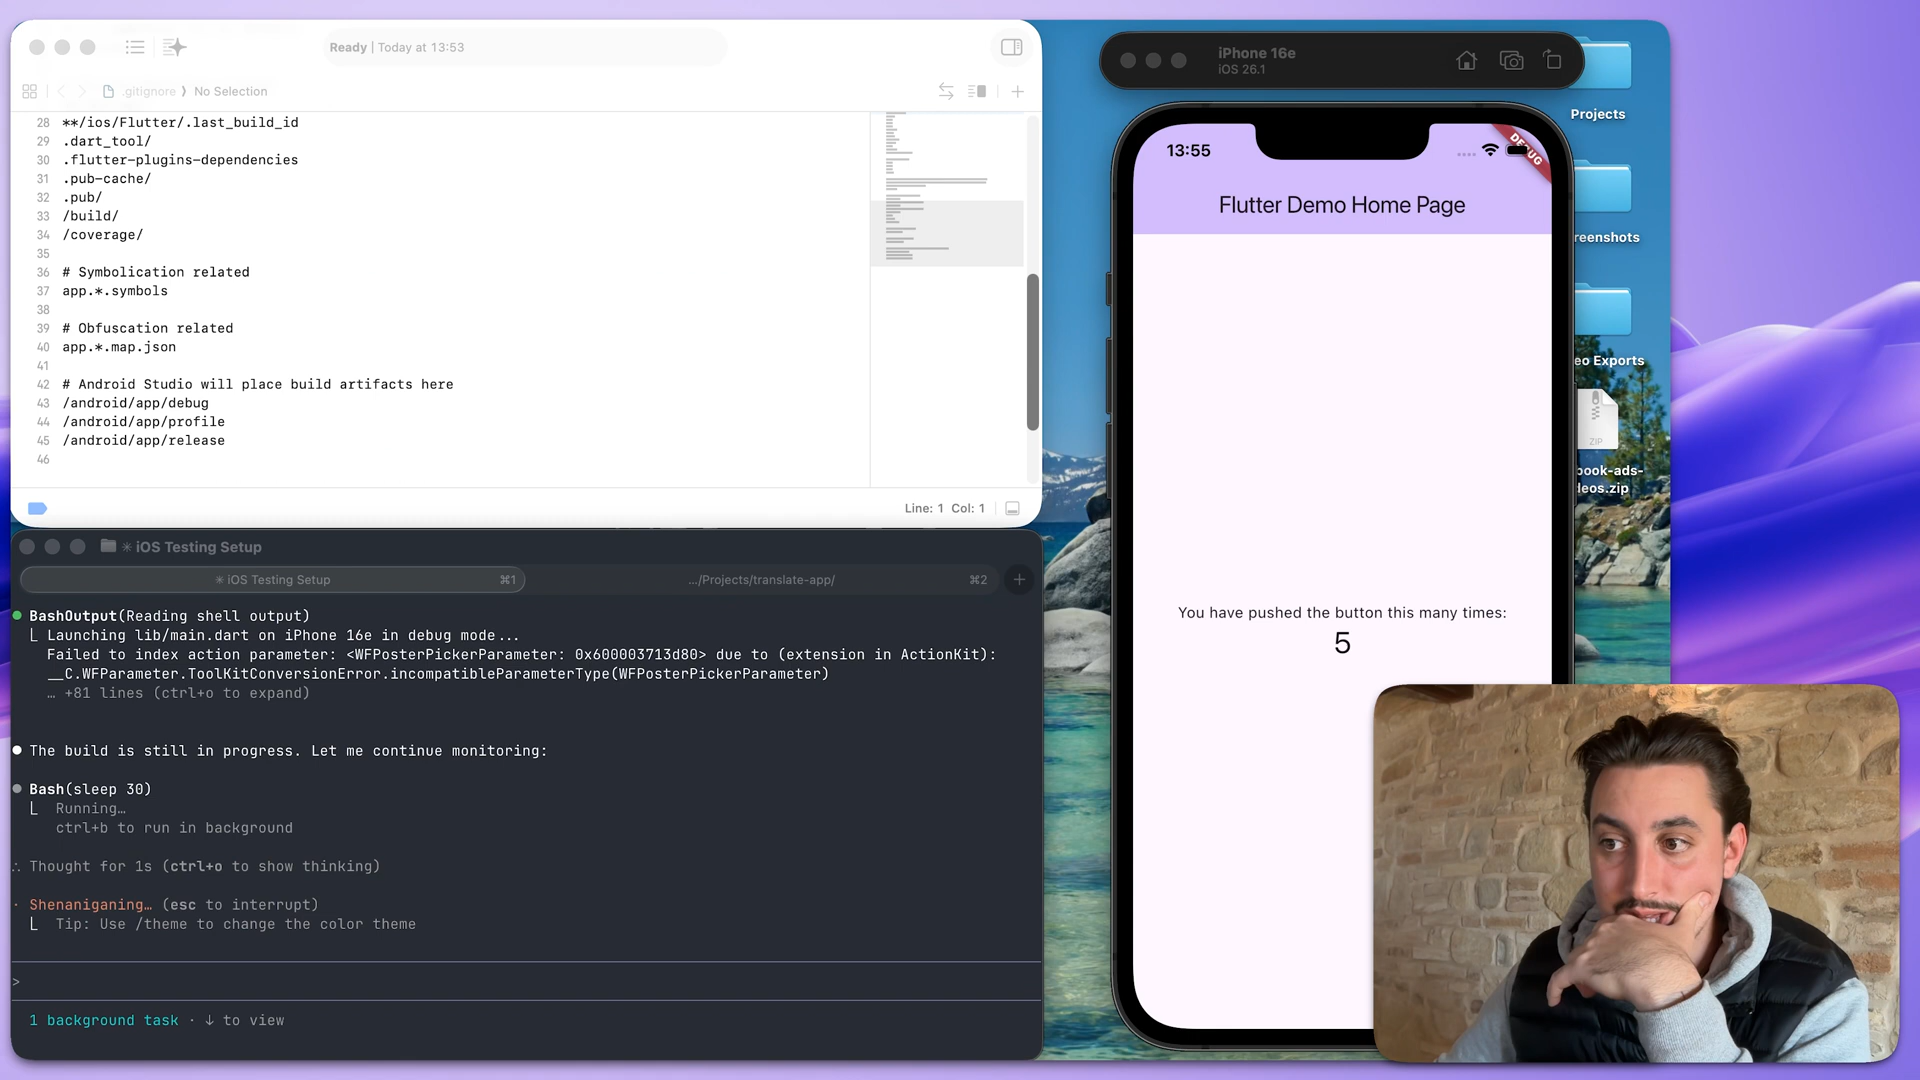 Ready | Today at 13:53
.gitignore ⟩ No Selection
28 **/ios/Flutter/.last_build_id
29 .dart_tool/
30 .flutter-plugins-dependencies
31 .pub-cache/
32 .pub/
33 /build/
34 /coverage/
35
36 # Symbolication related
37 app.*.symbols
38
39 # Obfuscation related
40 app.*.map.json
41
42 # Android Studio will place build artifacts here
43 /android/app/debug
44 /android/app/profile
45 /android/app/release
46
Line: 1 Col: 1
✳ iOS Testing Setup
✳ iOS Testing Setup ⌘1
…/Projects/translate-app/ ⌘2
BashOutput(Reading shell output)
Launching lib/main.dart on iPhone 16e in debug mode...
Failed to index action parameter: <WFPosterPickerParameter: 0x600003713d80> due to (extension in ActionKit):
__C.WFParameter.ToolKitConversionError.incompatibleParameterType(WFPosterPickerParameter)
… +81 lines (ctrl+o to expand)
The build is still in progress. Let me continue monitoring:
Bash(sleep 30)
Running…
ctrl+b to run in background
∴ Thought for 1s (ctrl+o to show thinking)
· Shenaniganing… (esc to interrupt)
Tip: Use /theme to change the color theme
>
1 background task · ↓ to view
iPhone 16e
iOS 26.1
13:55
DEBUG
Flutter Demo Home Page
You have pushed the button this many times:
5
Projects
reenshots
eo Exports
ZIP
book-ads-
deos.zip